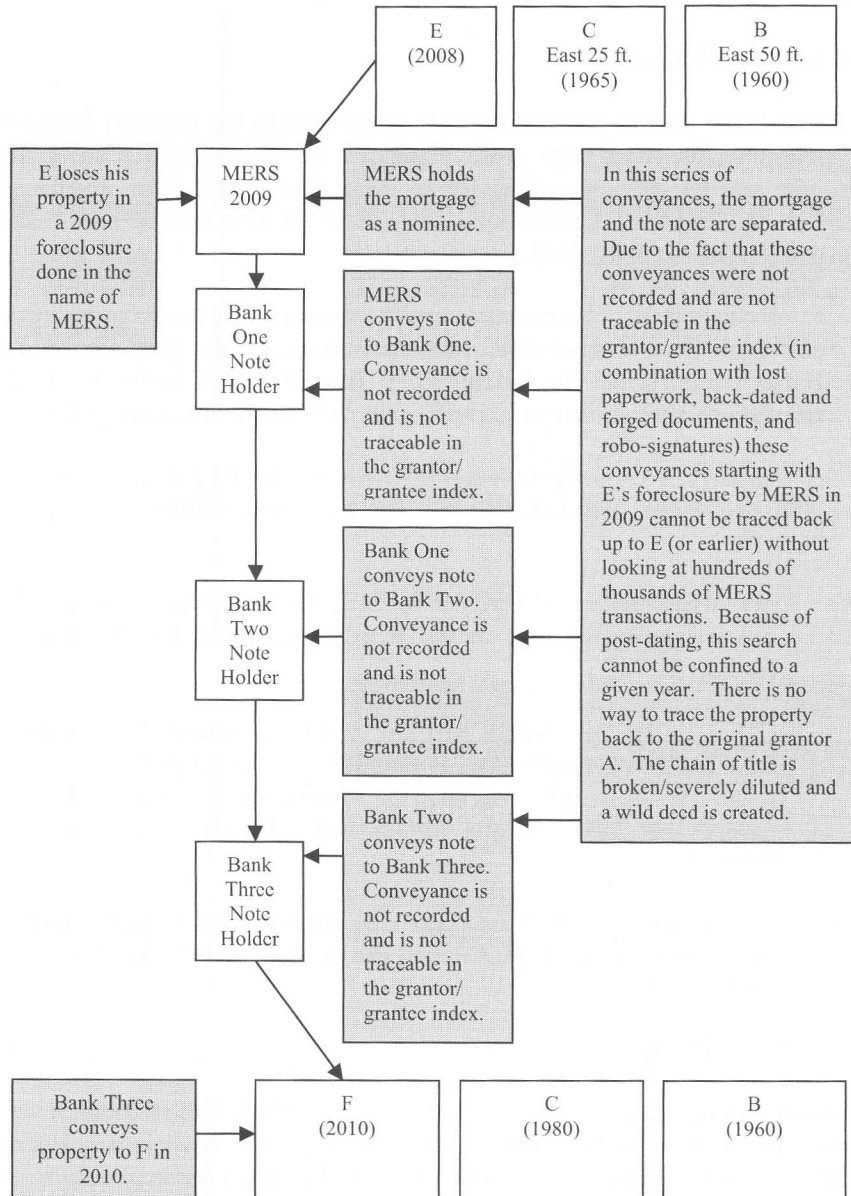 E
(2008)
C
East 25 ft.
(1965)
B
East 50 ft.
(1960)
E loses his
property in
a 2009
foreclosure
done in the
name of
MERS.
MERS
2009
MERS holds
the mortgage
as a nominee.
In this series of
conveyances, the mortgage
and the note are separated.
Due to the fact that these
conveyances were not
recorded and are not
traceable in the
grantor/grantee index (in
combination with lost
paperwork, back-dated and
forged documents, and
robo-signatures) these
conveyances starting with
E's foreclosure by MERS in
2009 cannot be traced back
up to E (or earlier) without
looking at hundreds of
thousands of MERS
transactions. Because of
post-dating, this search
cannot be confined to a
given year. There is no
way to trace the property
back to the original grantor
A. The chain of title is
broken/severely diluted and
a wild deed is created.
Bank
One
Note
Holder
MERS
conveys note
to Bank One.
Conveyance is
not recorded
and is not
traceable in
the grantor/
grantee index.
Bank
Two
Note
Holder
Bank One
conveys note
to Bank Two.
Conveyance is
not recorded
and is not
traceable in
the grantor/
grantee index.
Bank
Three
Note
Holder
Bank Two
conveys note
to Bank Three.
Conveyance is
not recorded
and is not
traceable in
the grantor/
grantee index.
Bank Three
conveys
property to F in
2010.
F
(2010)
C
(1980)
B
(1960)